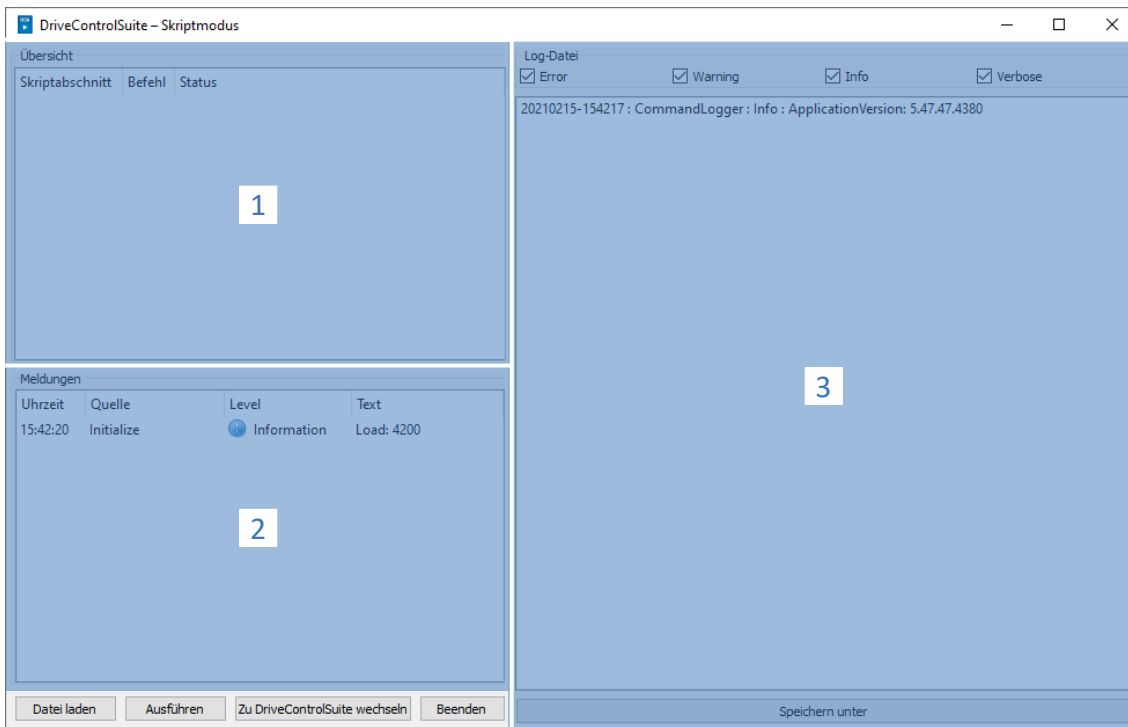 DriveControlSuite – Skriptmodus
Übersicht
Skriptabschnitt Befehl Status
1
Meldungen
Uhrzeit Quelle Level Text
15:42:20 Initialize Information Load: 4200
2
Datei laden Ausführen Zu DriveControlSuite wechseln Beenden
Log-Datei
Error Warning Info Verbose
20210215-154217 : CommandLogger : Info : ApplicationVersion: 5.47.47.4380
3
Speichern unter